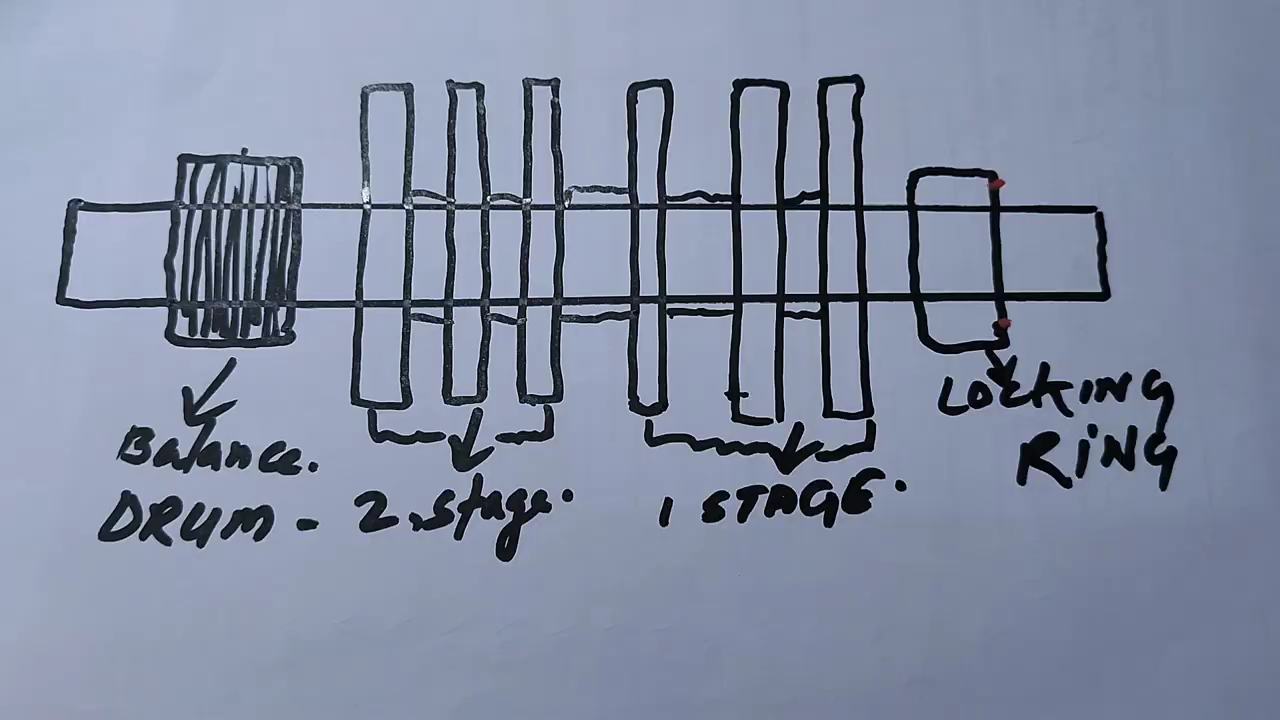 Balance.
DRUM - 2. Stage.
1 STAGE.
LOCKING
RING